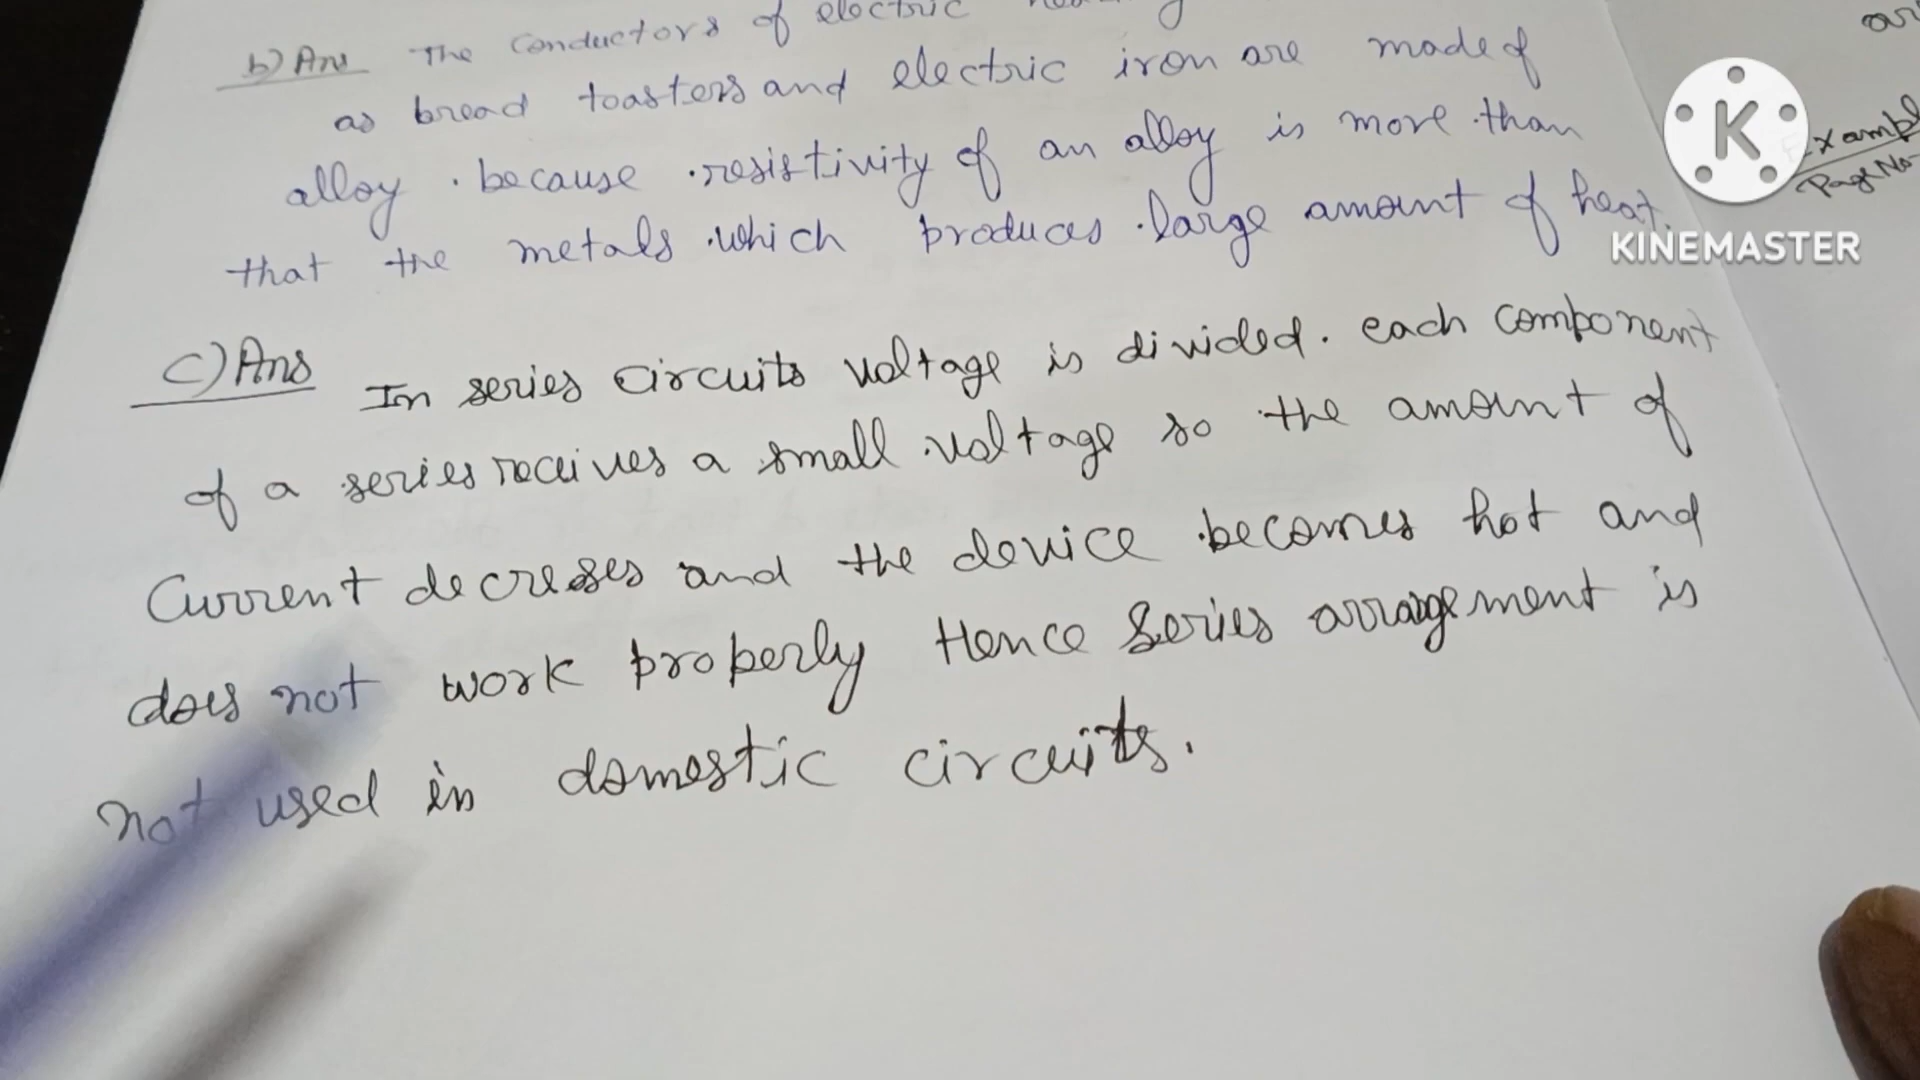 b) Ans The conductors of electric
as bread toasters and electric iron are made of
alloy . because . resistivity of an alloy is more . than
that the metals . which produces . large amount of heat.
c) Ans In series circuits voltage is divided . each component
of a series receives a small voltage so the amount of
Current decreses and the device becomes hot and
does not work properly Hence Series arrangement is
not used in domestic circuits.
Exampl
Page No-
K
KINEMASTER